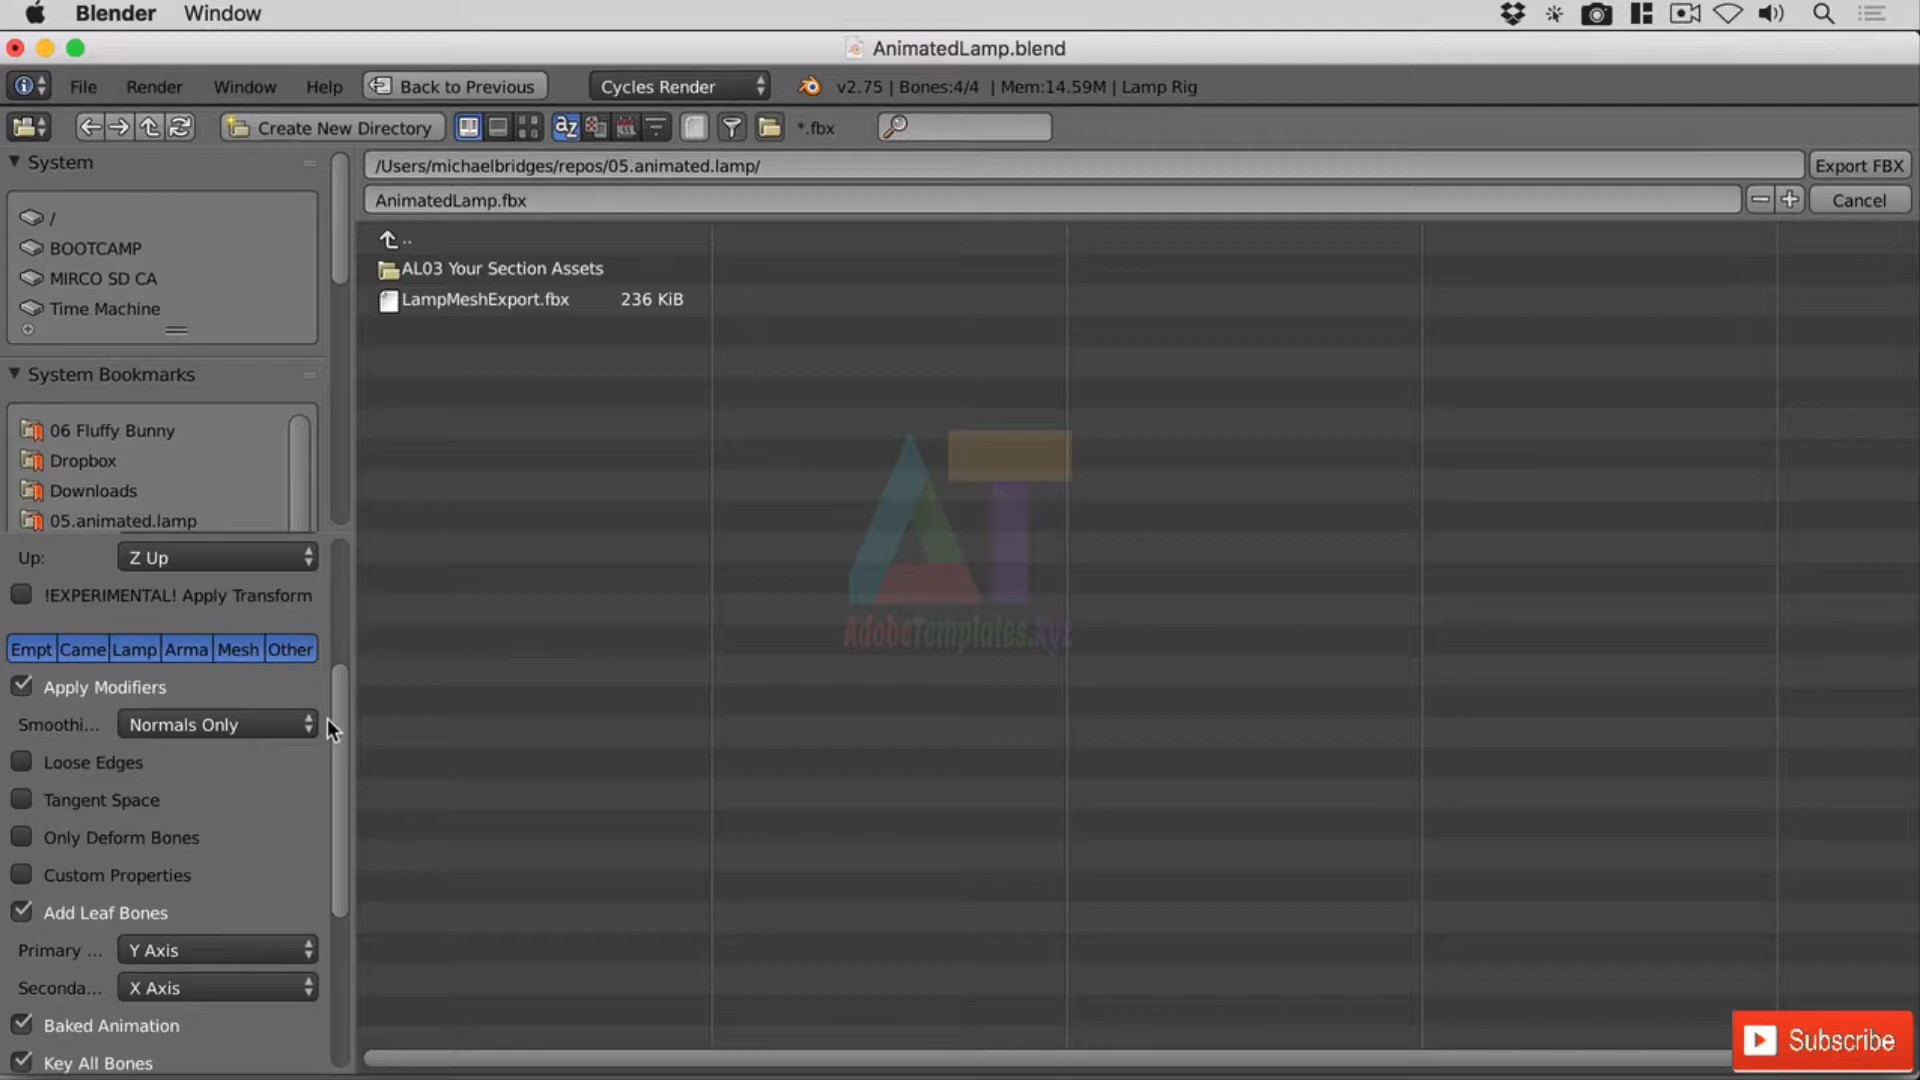 Blender Window
AnimatedLamp.blend
File Render Window Help Back to Previous Cycles Render v2.75 | Bones:4/4 | Mem:14.59M | Lamp Rig
Create New Directory *.fbx
System
/Users/michaelbridges/repos/05.animated.lamp/ Export FBX
AnimatedLamp.fbx Cancel
/
BOOTCAMP
MIRCO SD CA
Time Machine
..
AL03 Your Section Assets
LampMeshExport.fbx 236 KiB
System Bookmarks
06 Fluffy Bunny
Dropbox
Downloads
05.animated.lamp
Up: Z Up
!EXPERIMENTAL! Apply Transform
Empt Came Lamp Arma Mesh Other
Apply Modifiers
Smoothi... Normals Only
Loose Edges
Tangent Space
Only Deform Bones
Custom Properties
Add Leaf Bones
Primary ... Y Axis
Seconda... X Axis
Baked Animation
Key All Bones
AT
AdobeTemplates.xyz
Subscribe